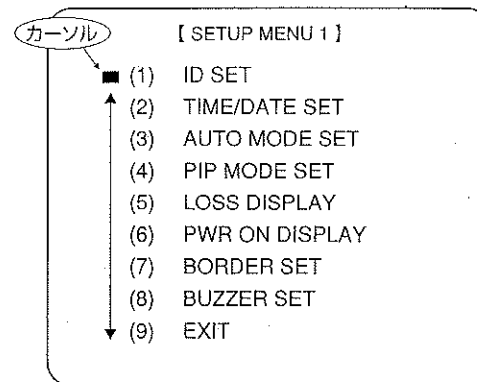 カーソル
【 SETUP MENU 1 】
(1) ID SET
(2) TIME/DATE SET
(3) AUTO MODE SET
(4) PIP MODE SET
(5) LOSS DISPLAY
(6) PWR ON DISPLAY
(7) BORDER SET
(8) BUZZER SET
(9) EXIT